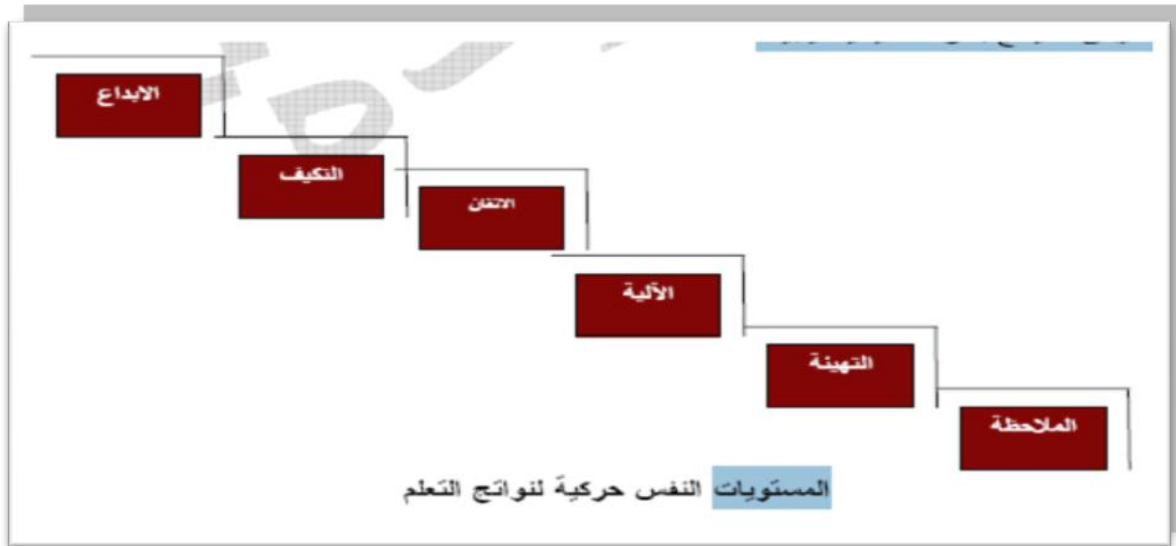 الابداع
التكيف
الاتقان
الآلية
التهيئة
الملاحظة
المستويات النفس حركية لنواتج التعلم